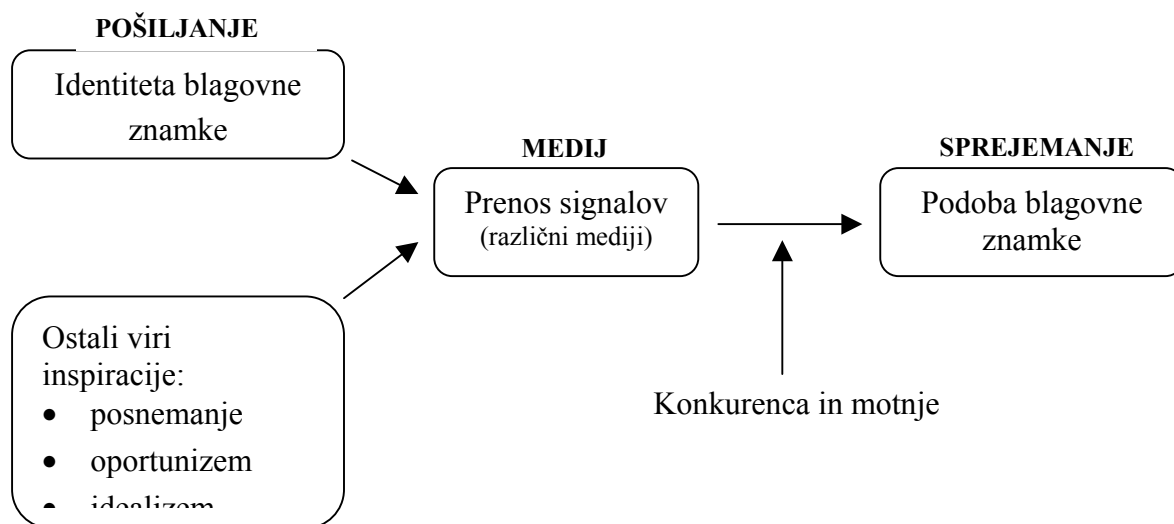 POŠILJANJE
Identiteta blagovne
znamke
MEDIJ
Prenos signalov
(različni mediji)
SPREJEMANJE
Podoba blagovne
znamke
Ostali viri
inspiracije:
• posnemanje
• oportunizem
• idealizem
Konkurenca in motnje